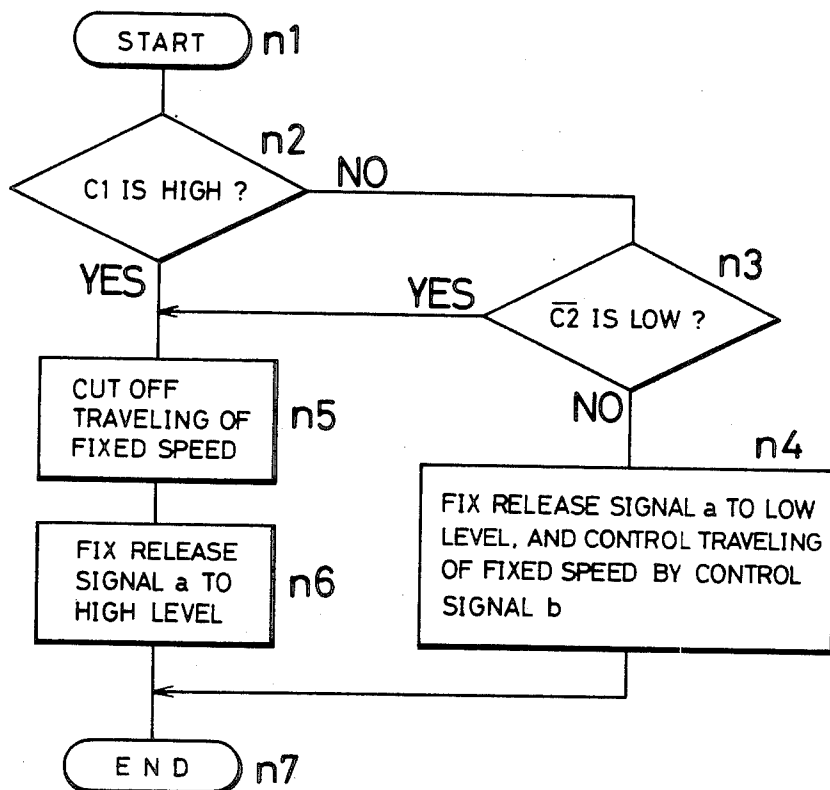 START n1
n2
C1 IS HIGH ?
NO
YES
n3
YES
C̅2̅ IS LOW ?
NO
CUT OFF
TRAVELING OF
FIXED SPEED
n5
n4
FIX RELEASE SIGNAL a TO LOW
LEVEL, AND CONTROL TRAVELING
OF FIXED SPEED BY CONTROL
SIGNAL b
FIX RELEASE
SIGNAL a TO
HIGH LEVEL
n6
END n7